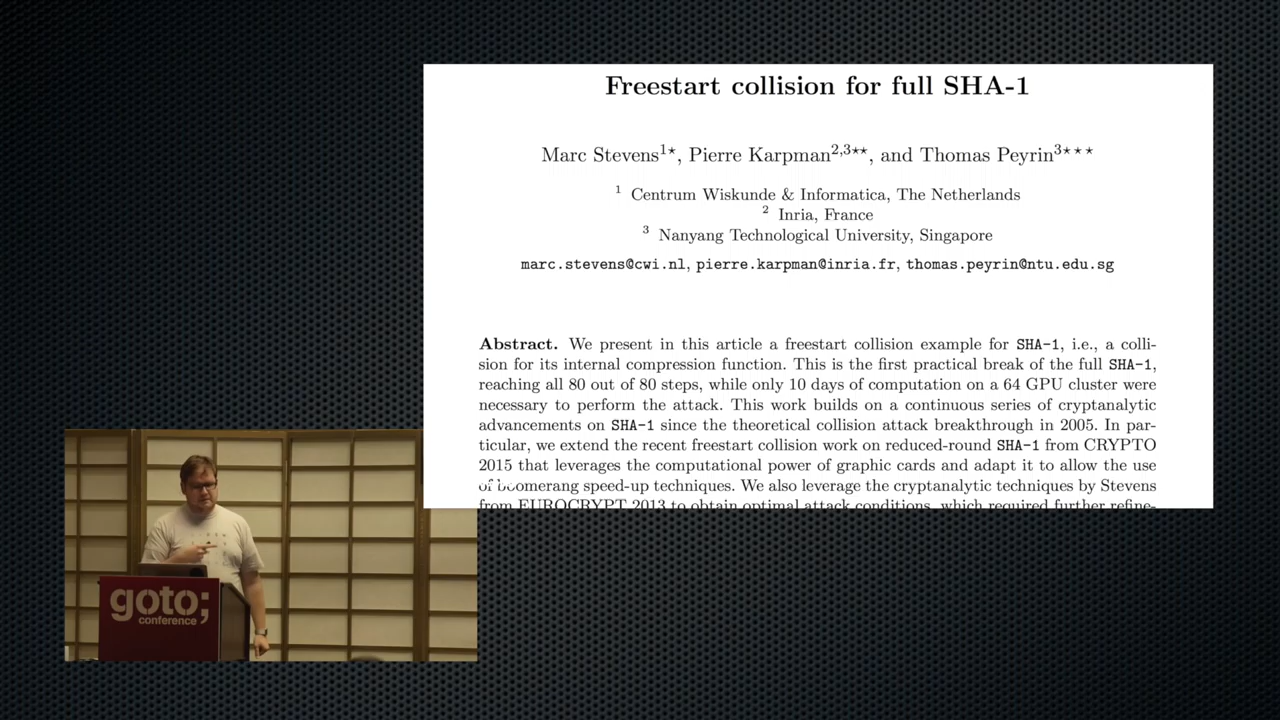 Freestart collision for full SHA-1
Marc Stevens¹⋆, Pierre Karpman²,³⋆⋆, and Thomas Peyrin³⋆⋆⋆
¹ Centrum Wiskunde & Informatica, The Netherlands
² Inria, France
³ Nanyang Technological University, Singapore
marc.stevens@cwi.nl, pierre.karpman@inria.fr, thomas.peyrin@ntu.edu.sg
Abstract. We present in this article a freestart collision example for SHA-1, i.e., a colli-
sion for its internal compression function. This is the first practical break of the full SHA-1,
reaching all 80 out of 80 steps, while only 10 days of computation on a 64 GPU cluster were
necessary to perform the attack. This work builds on a continuous series of cryptanalytic
advancements on SHA-1 since the theoretical collision attack breakthrough in 2005. In par-
ticular, we extend the recent freestart collision work on reduced-round SHA-1 from CRYPTO
2015 that leverages the computational power of graphic cards and adapt it to allow the use
of boomerang speed-up techniques. We also leverage the cryptanalytic techniques by Stevens
from EUROCRYPT 2013 to obtain optimal attack conditions, which required further refine-
goto;
conference